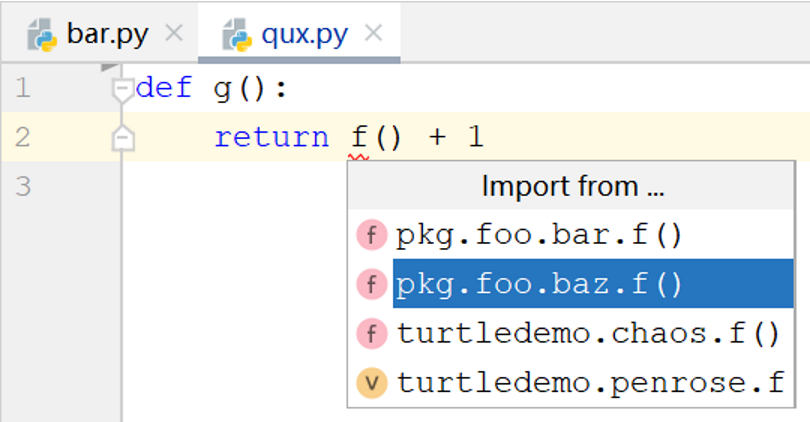 bar.py qux.py
1 def g():
2 return f() + 1
3
Import from ...
f pkg.foo.bar.f()
f pkg.foo.baz.f()
f turtledemo.chaos.f()
v turtledemo.penrose.f